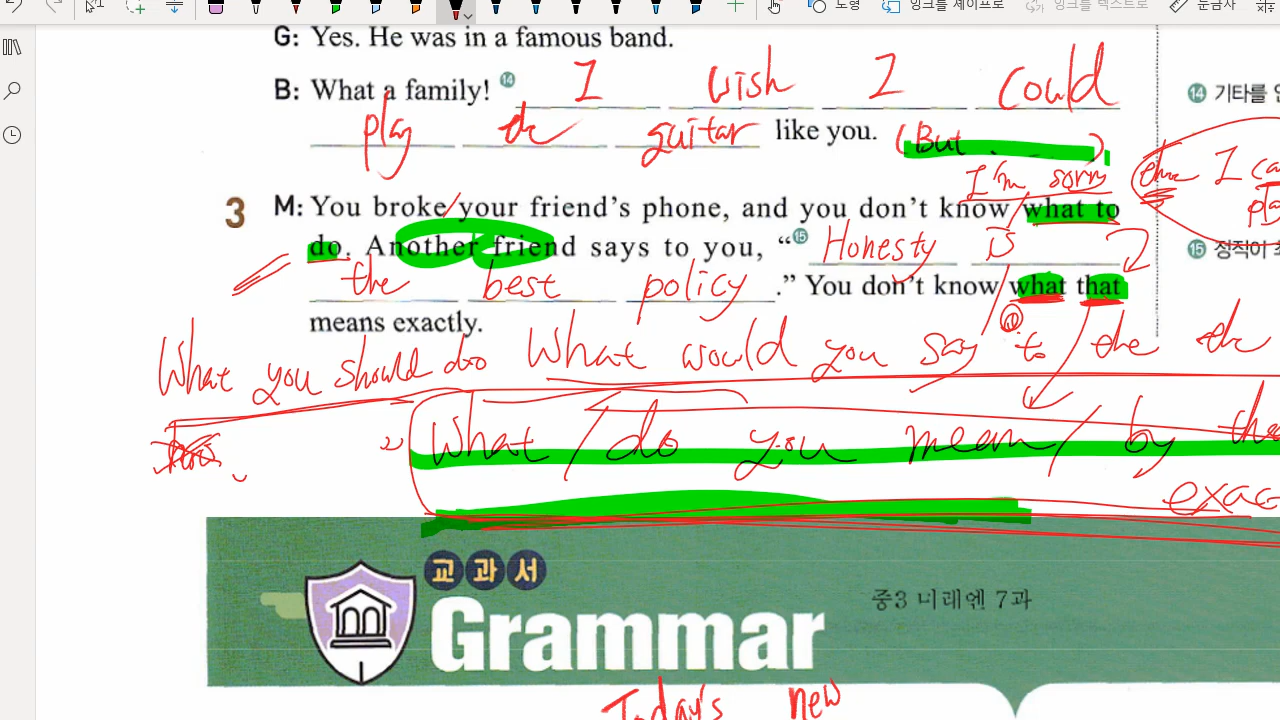 도형 잉크를 셰이프로 잉크를 텍스트로 눈금자
G: Yes. He was in a famous band.
B: What a family! ⑭ I wish I could
play the guitar like you. (But )
⑭ 기타를
I'm sorry
I
3 M: You broke / your friend's phone, and you don't know what to
do. Another friend says to you, "⑮ Honesty is
⑮ 정직이
the best policy." You don't know what that
means exactly.
What you should do What would you say to the
What / do you mean / by
교과서
Grammar
중3 미래엔 7과
Today's new